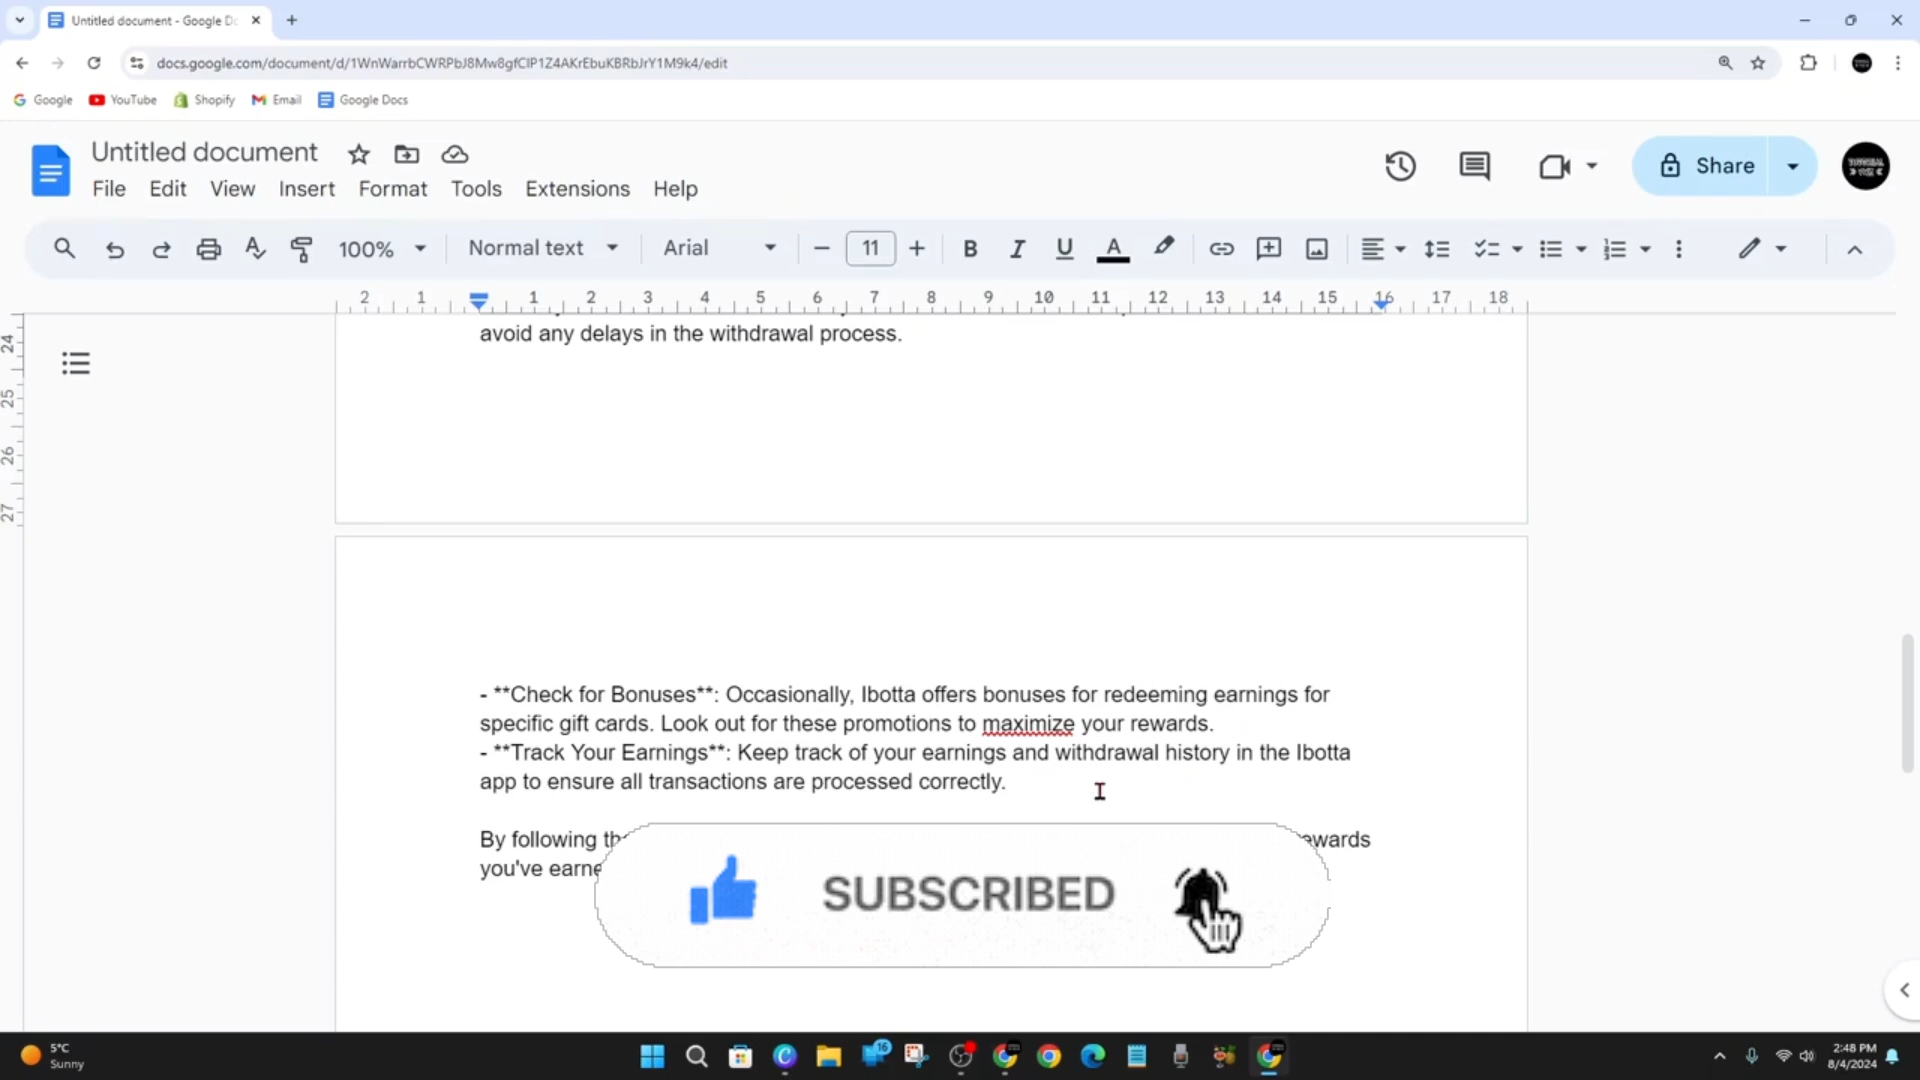 Untitled document - Google Dc
docs.google.com/document/d/1WnWarrbCWRPbJ8Mw8gfClP1Z4AKrEbuKBRbJrY1M9k4/edit
Google YouTube Shopify Email Google Docs
Untitled document
File Edit View Insert Format Tools Extensions Help
Share
100% Normal text Arial 11
2 1 1 2 3 4 5 6 7 8 9 10 11 12 13 14 15 16 17 18
24
25
26
27
avoid any delays in the withdrawal process.
- **Check for Bonuses**: Occasionally, Ibotta offers bonuses for redeeming earnings for
specific gift cards. Look out for these promotions to maximize your rewards.
- **Track Your Earnings**: Keep track of your earnings and withdrawal history in the Ibotta
app to ensure all transactions are processed correctly.
By following
you've
SUBSCRIBED
16
5°C
Sunny
2:48 PM
8/4/2024